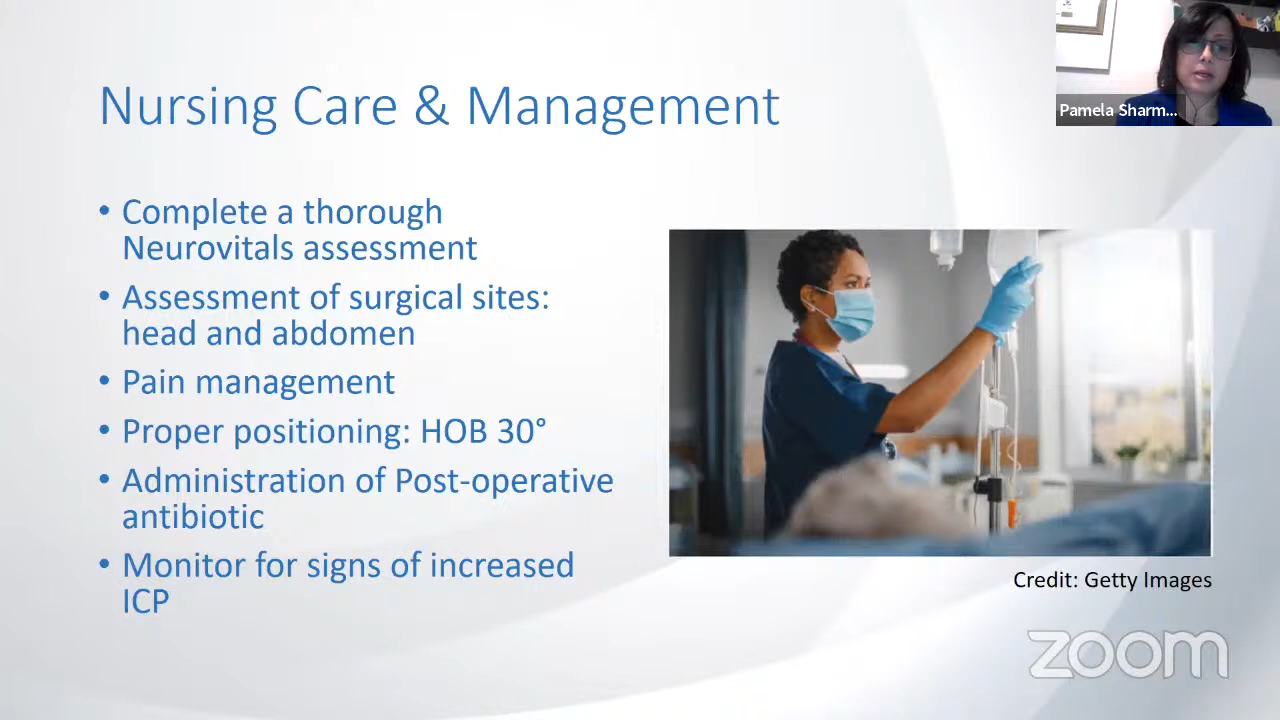 Nursing Care & Management
Pamela Sharm...
• Complete a thorough
Neurovitals assessment
• Assessment of surgical sites:
head and abdomen
• Pain management
• Proper positioning: HOB 30°
• Administration of Post-operative
antibiotic
• Monitor for signs of increased
ICP
Credit: Getty Images
zoom